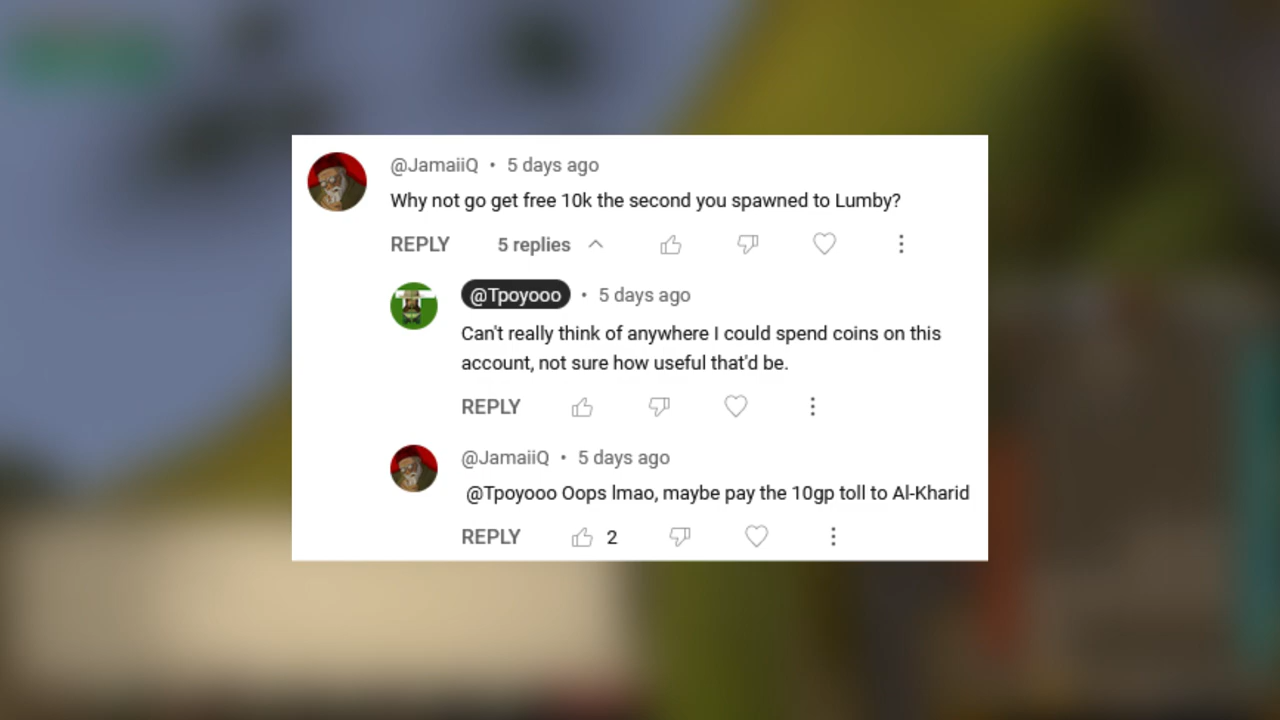 @JamaiiQ • 5 days ago
Why not go get free 10k the second you spawned to Lumby?
REPLY 5 replies
@Tpoyooo • 5 days ago
Can't really think of anywhere I could spend coins on this
account, not sure how useful that'd be.
REPLY
@JamaiiQ • 5 days ago
@Tpoyooo Oops lmao, maybe pay the 10gp toll to Al-Kharid
REPLY 2